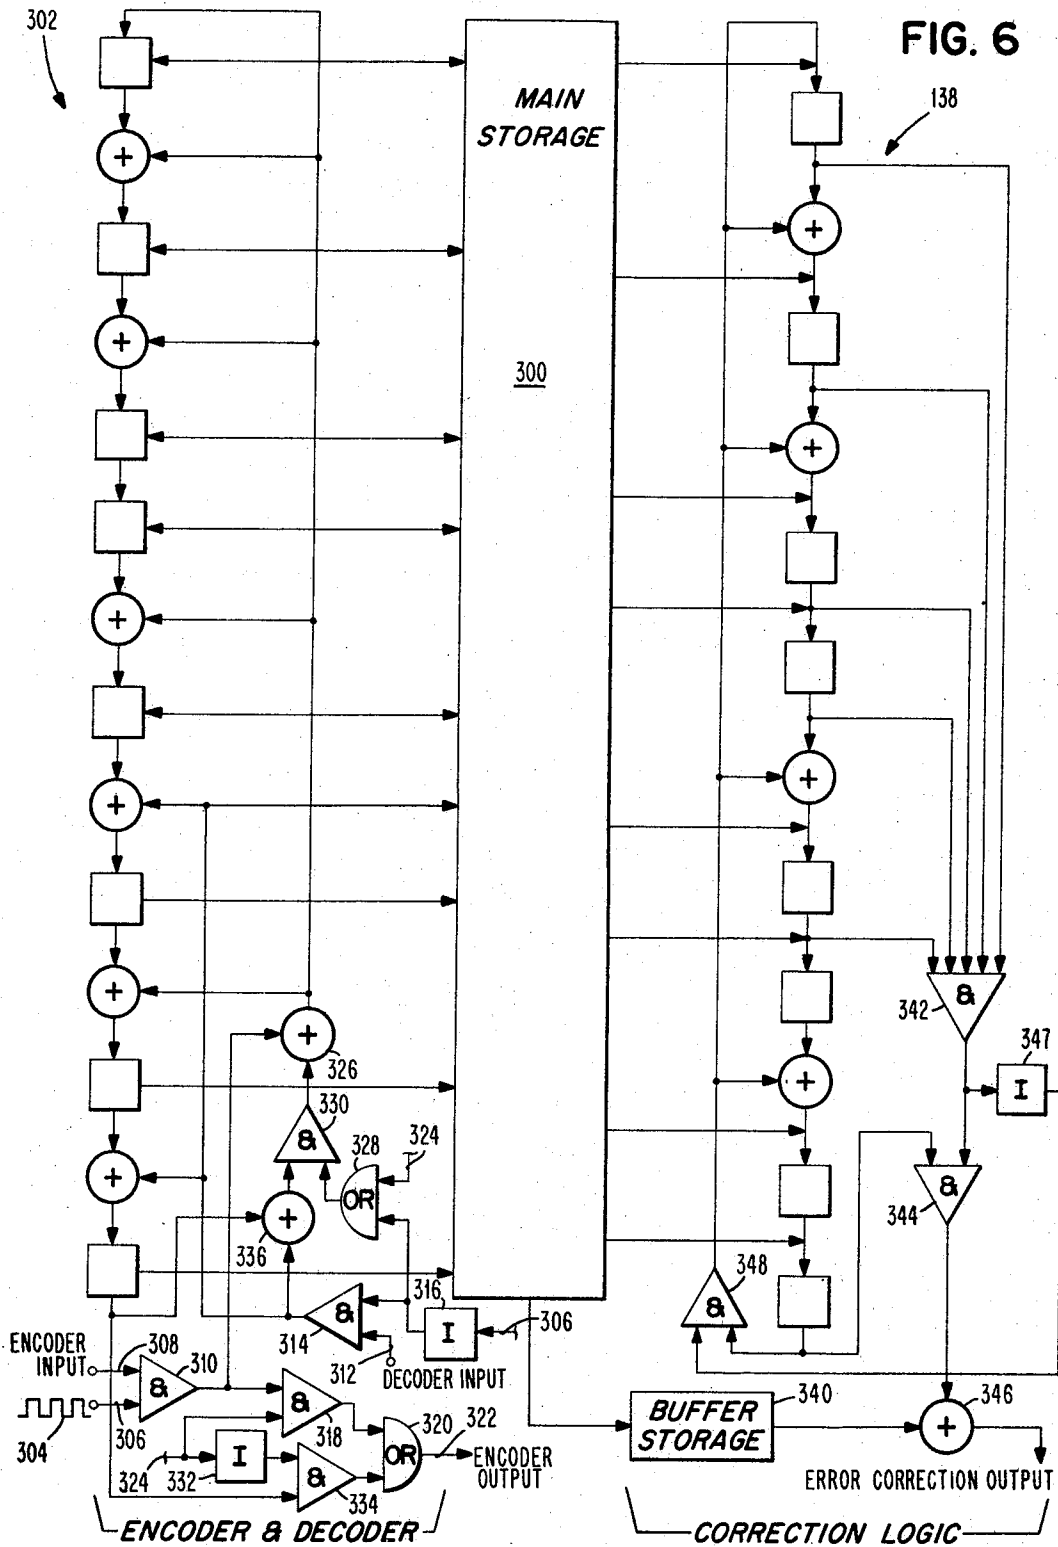 FIG. 6
302
138
MAIN
STORAGE
300
+
+
+
+
+
+
+
+
+
+
+
+
&
342
347
I
326
+
330
&
324
328
OR
336
+
&
344
348
&
316
I
306
314
&
312
DECODER INPUT
ENCODER
INPUT
308
310
&
306
304
318
&
320
322
OR
ENCODER
OUTPUT
324
332
I
&
334
340
BUFFER
STORAGE
346
+
ERROR CORRECTION OUTPUT
ENCODER & DECODER
CORRECTION LOGIC